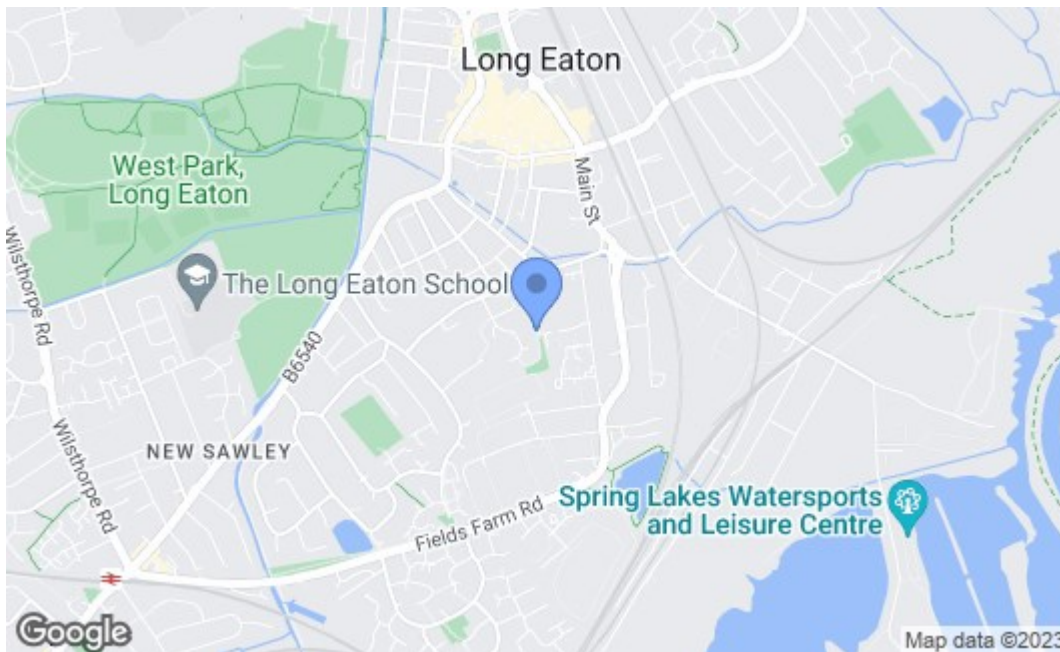 Long Eaton
West Park,
Long Eaton
Main St
Wilsthorpe Rd
The Long Eaton School
B6540
NEW SAWLEY
Wilsthorpe Rd
Spring Lakes Watersports
and Leisure Centre
Fields Farm Rd
Google
Map data ©2023